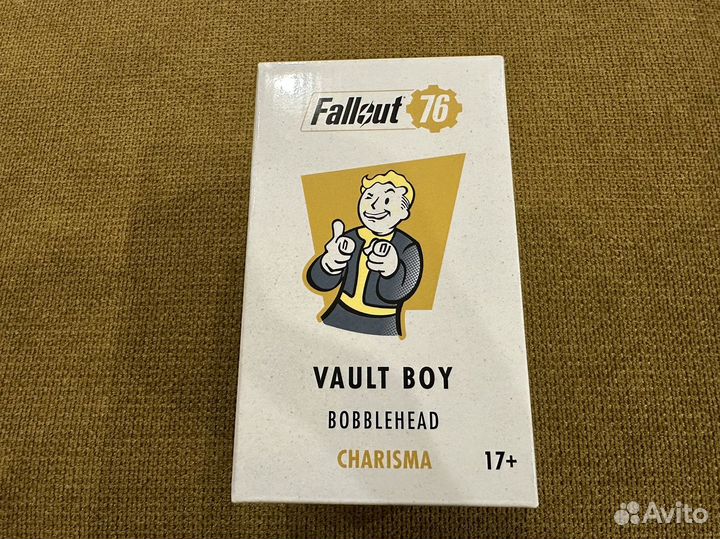 Fallout 76
VAULT BOY
BOBBLEHEAD
CHARISMA
17+
Avito